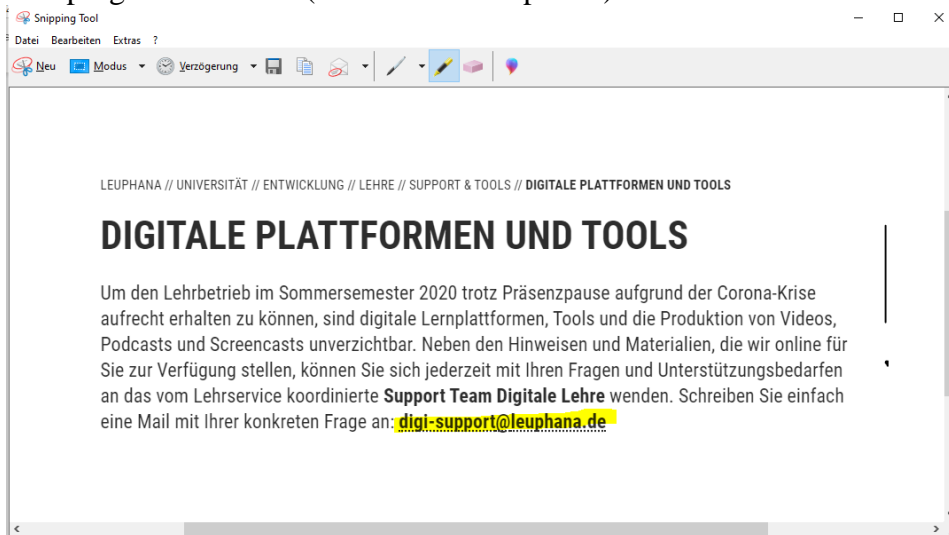 Snipping Tool
Datei Bearbeiten Extras ?
Neu Modus Verzögerung
LEUPHANA // UNIVERSITÄT // ENTWICKLUNG // LEHRE // SUPPORT & TOOLS // DIGITALE PLATTFORMEN UND TOOLS
DIGITALE PLATTFORMEN UND TOOLS
Um den Lehrbetrieb im Sommersemester 2020 trotz Präsenzpause aufgrund der Corona-Krise
aufrecht erhalten zu können, sind digitale Lernplattformen, Tools und die Produktion von Videos,
Podcasts und Screencasts unverzichtbar. Neben den Hinweisen und Materialien, die wir online für
Sie zur Verfügung stellen, können Sie sich jederzeit mit Ihren Fragen und Unterstützungsbedarfen
an das vom Lehrservice koordinierte Support Team Digitale Lehre wenden. Schreiben Sie einfach
eine Mail mit Ihrer konkreten Frage an: digi-support@leuphana.de